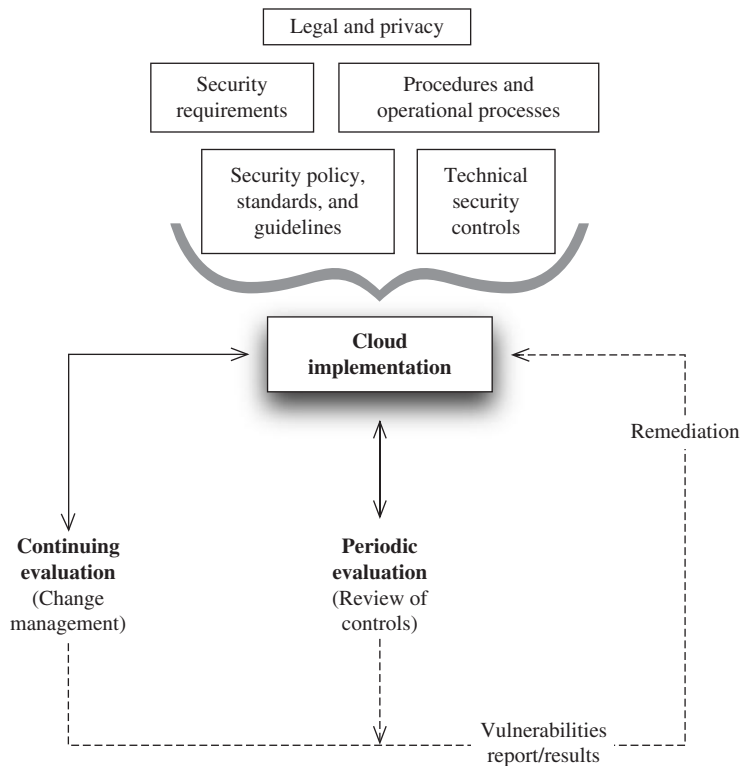 Legal and privacy
Security
requirements
Procedures and
operational processes
Security policy,
standards, and
guidelines
Technical
security
controls
Cloud
implementation
Remediation
Continuing
evaluation
(Change
management)
Periodic
evaluation
(Review of
controls)
Vulnerabilities
report/results